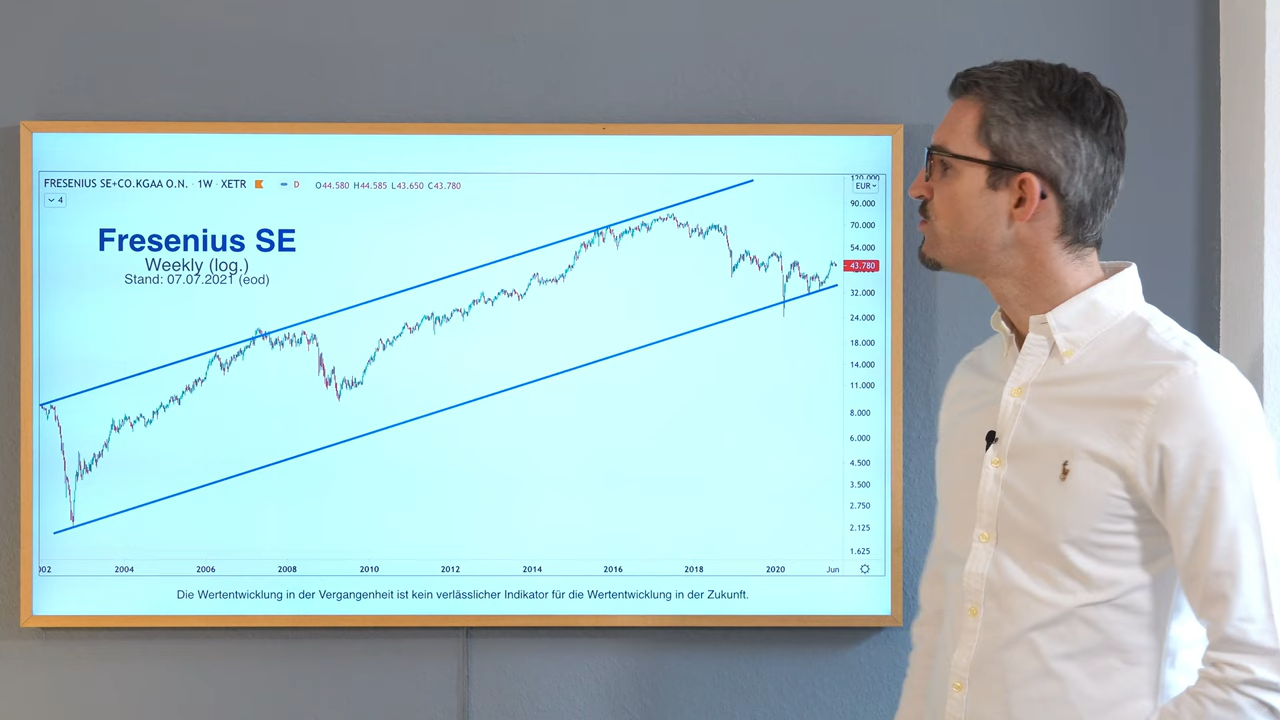 FRESENIUS SE+CO.KGAA O.N. · 1W · XETR D O44.580 H44.585 L43.650 C43.780
4
Fresenius SE
Weekly (log.)
Stand: 07.07.2021 (eod)
120.000
EUR
90.000
70.000
54.000
43.780
32.000
24.000
18.000
14.000
11.000
8.000
6.000
4.500
3.500
2.750
2.125
1.625
2004 2006 2008 2010 2012 2014 2016 2018 2020 Jun
Die Wertentwicklung in der Vergangenheit ist kein verlässlicher Indikator für die Wertentwicklung in der Zukunft.